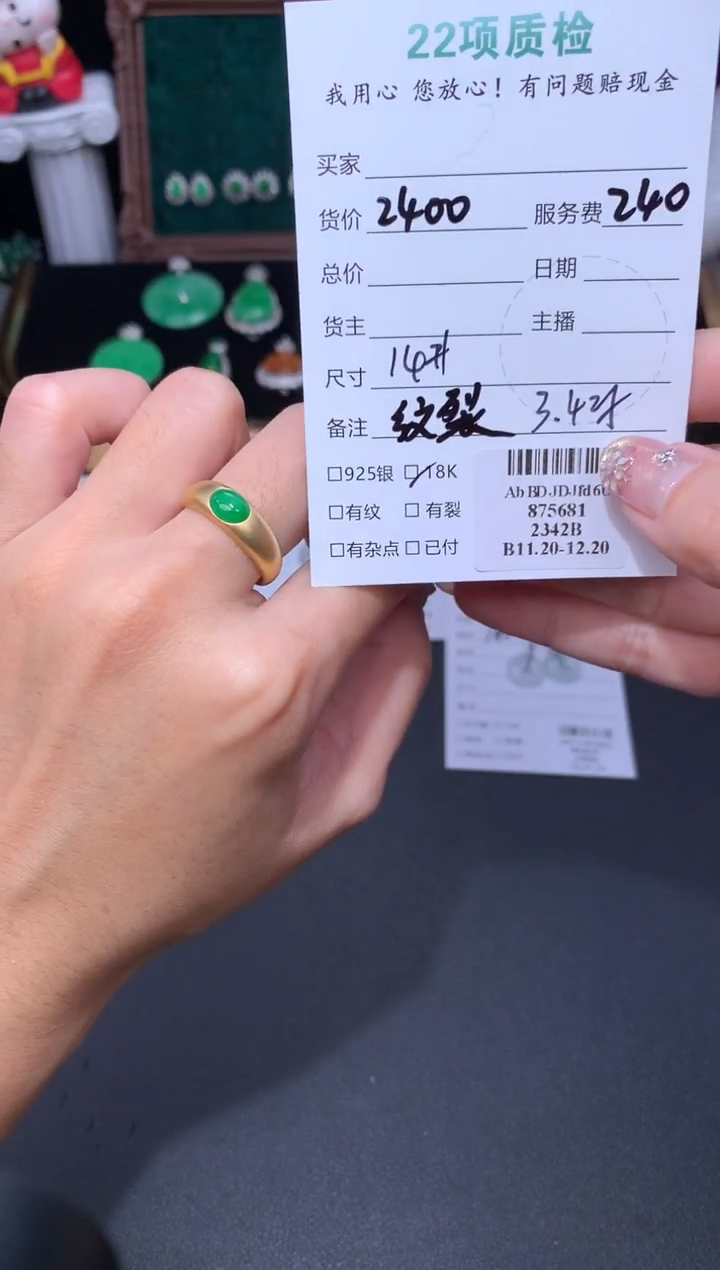 22项质检
我用心 您放心！有问题赔现金
买家
货价 2400 服务费 240
总价 日期
货主 主播
尺寸 14
备注 纹裂 3.4
□925银 □18K
□有纹 □有裂
□有杂点 □已付
875681
2342B
B11.20-12.20